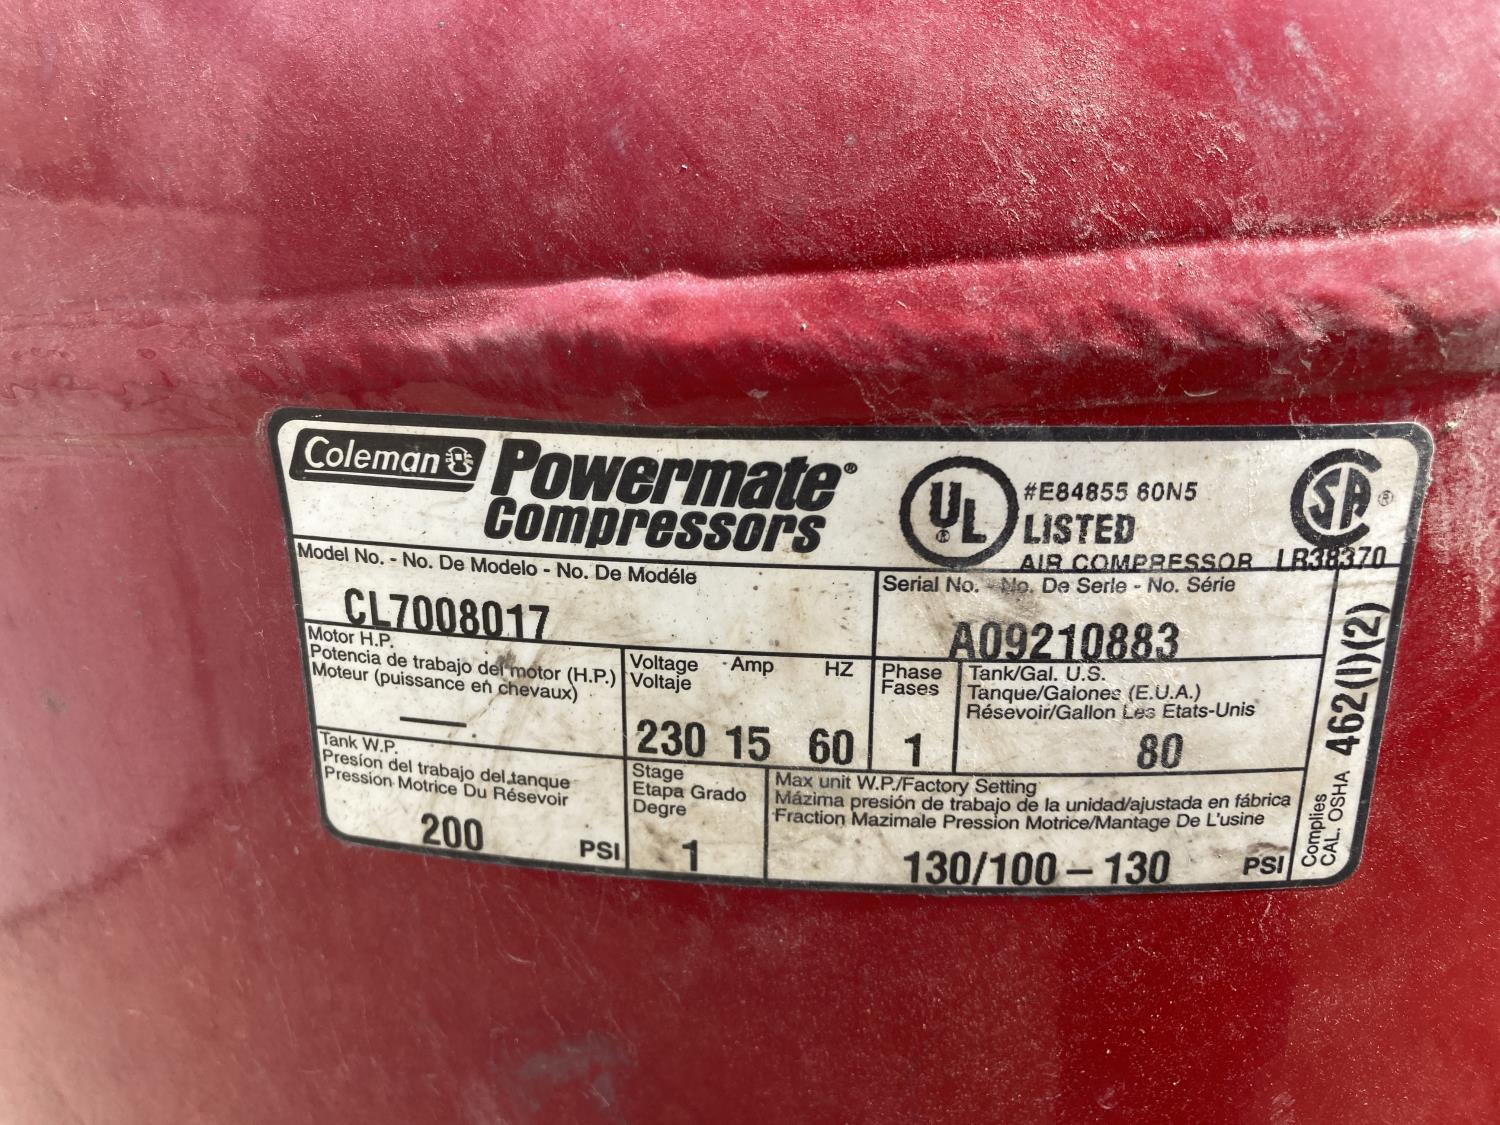 Coleman
Powermate®
Compressors
UL ®
#E84855 60N5
LISTED
AIR COMPRESSOR
SA ®
LR38370
Model No. - No. De Modelo - No. De Modéle
CL7008017
Serial No. - No. De Serie - No. Série
A09210883
Motor H.P.
Potencia de trabajo del motor (H.P.)
Moteur (puissance en chevaux)
—
Voltage Amp HZ
Voltaje
230 15 60
Phase
Fases
1
Tank/Gal. U.S.
Tanque/Galones (E.U.A.)
Résevoir/Gallon Les Etats-Unis
80
Tank W.P.
Presíon del trabajo del tanque
Pression Motrice Du Résevoir
200 PSI
Stage
Etapa Grado
Degre
1
Max unit W.P./Factory Setting
Mázima presión de trabajo de la unidad/ajustada en fábrica
Fraction Mazimale Pression Motrice/Mantage De L'usine
130/100 – 130 PSI
Complies
CAL. OSHA 462(l)(2)